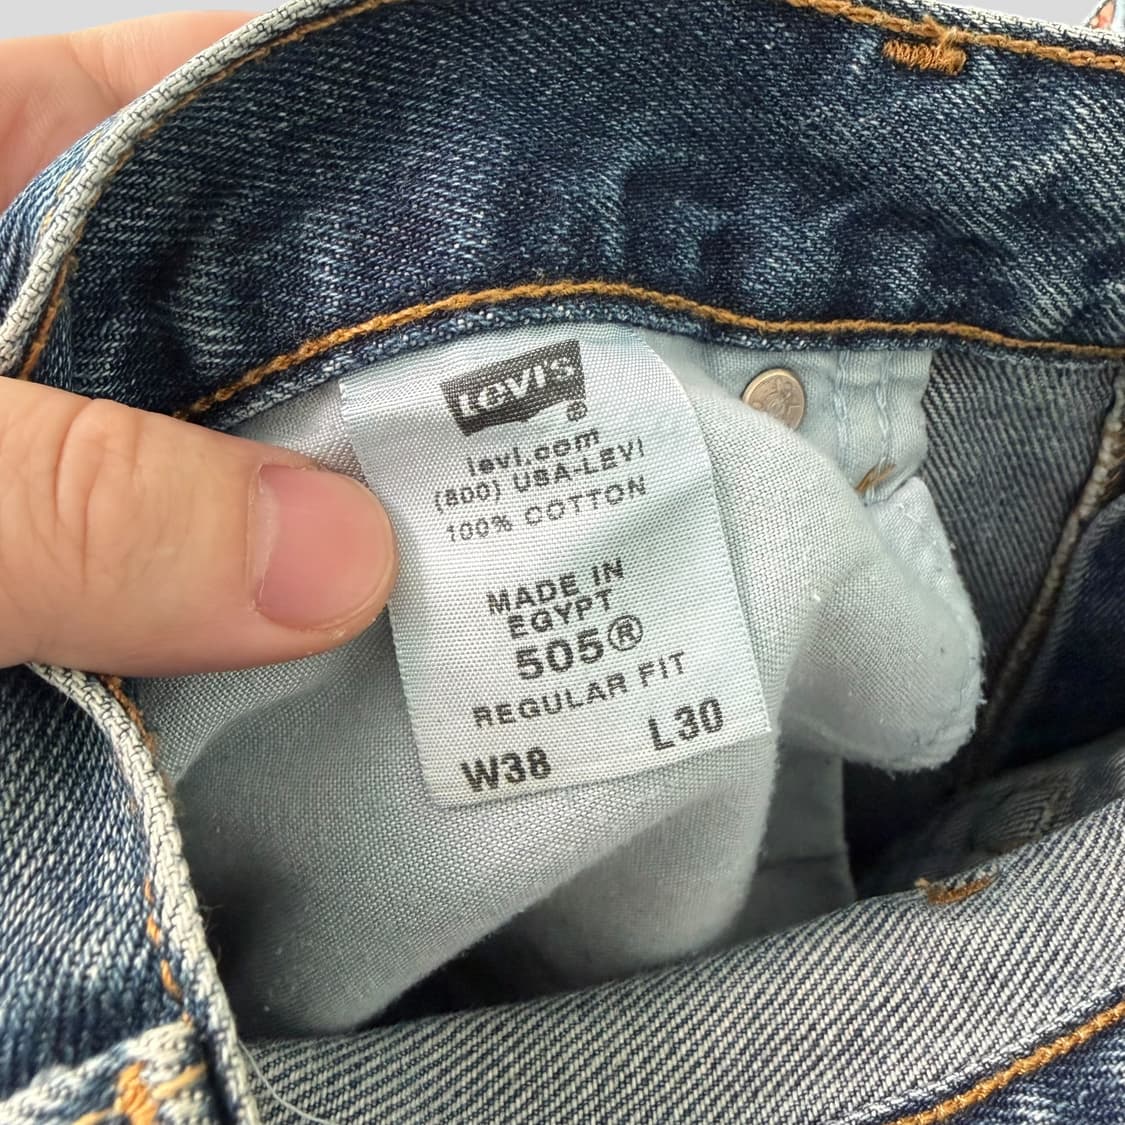 Levi's®
levi.com
(800) USA-LEVI
100% COTTON
MADE IN
EGYPT
505®
REGULAR FIT
W38 L30